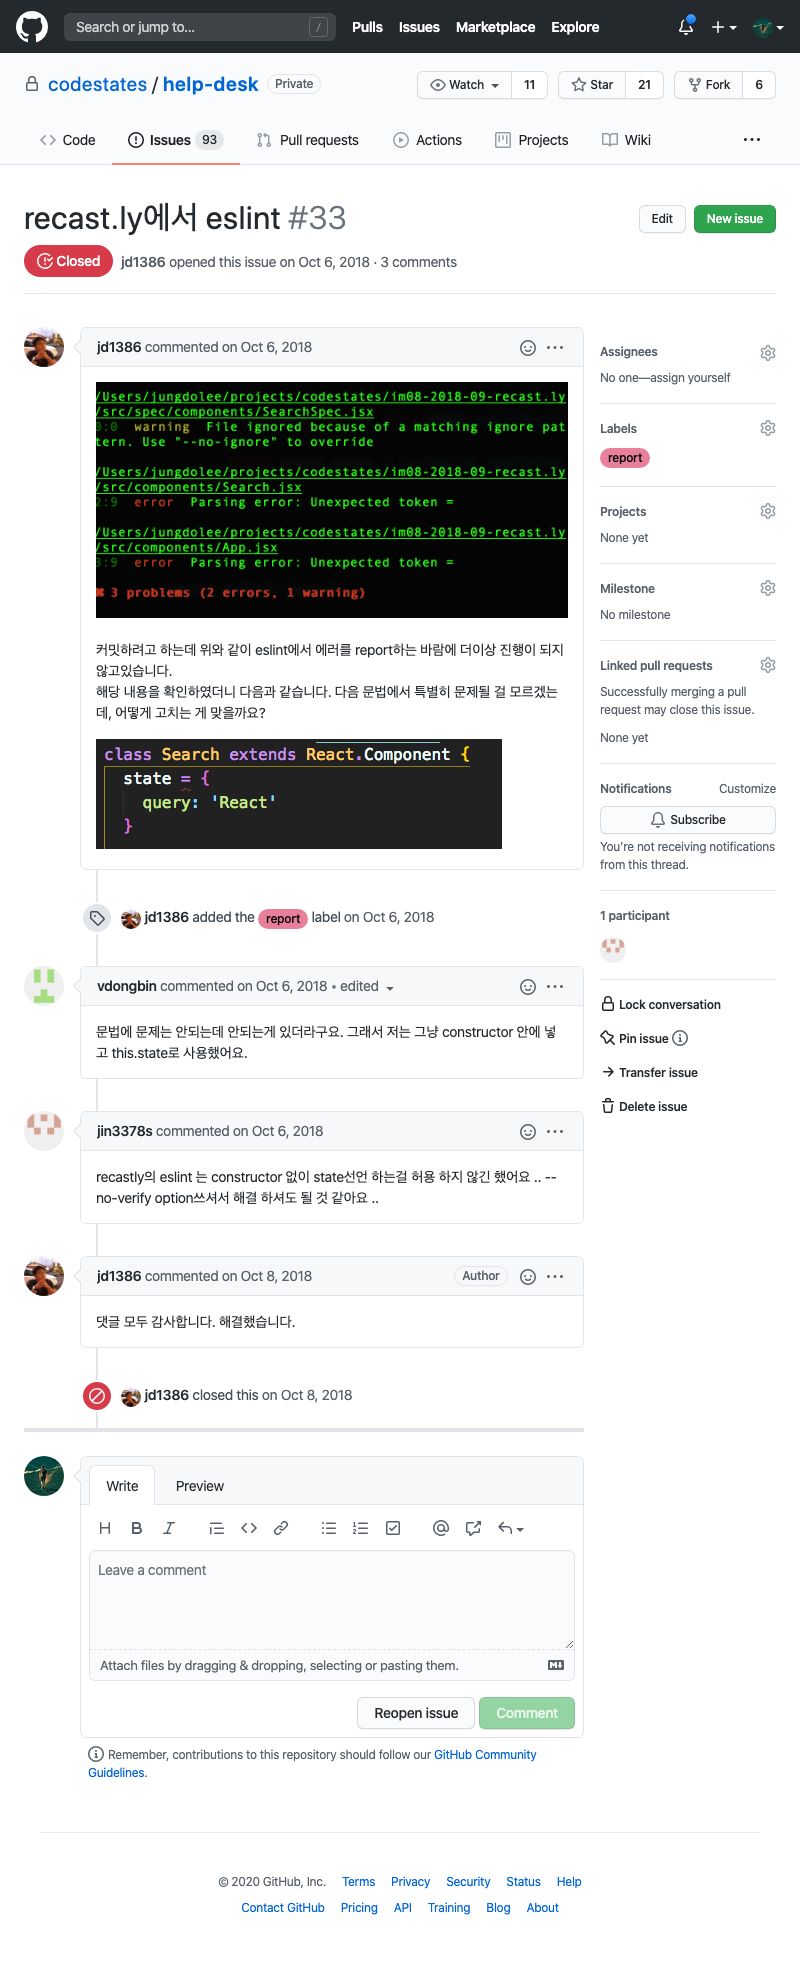 Search or jump to...
/
Pulls
Issues
Marketplace
Explore
codestates / help-desk
Private
Watch
11
Star
21
Fork
6
Code
Issues
93
Pull requests
Actions
Projects
Wiki
recast.ly에서 eslint #33
Edit
New issue
Closed
jd1386 opened this issue on Oct 6, 2018 · 3 comments
jd1386 commented on Oct 6, 2018
/Users/jungdolee/projects/codestates/im08-2018-09-recast.ly
/src/spec/components/SearchSpec.jsx
0:0 warning File ignored because of a matching ignore pat
tern. Use "--no-ignore" to override
/Users/jungdolee/projects/codestates/im08-2018-09-recast.ly
/src/components/Search.jsx
2:9 error Parsing error: Unexpected token =
/Users/jungdolee/projects/codestates/im08-2018-09-recast.ly
/src/components/App.jsx
3:9 error Parsing error: Unexpected token =
✖ 3 problems (2 errors, 1 warning)
커밋하려고 하는데 위와 같이 eslint에서 에러를 report하는 바람에 더이상 진행이 되지
않고있습니다.
해당 내용을 확인하였더니 다음과 같습니다. 다음 문법에서 특별히 문제될 걸 모르겠는
데, 어떻게 고치는 게 맞을까요?
class Search extends React.Component {
state = {
query: 'React'
}
jd1386 added the report label on Oct 6, 2018
vdongbin commented on Oct 6, 2018 • edited
문법에 문제는 안되는데 안되는게 있더라구요. 그래서 저는 그냥 constructor 안에 넣
고 this.state로 사용했어요.
jin3378s commented on Oct 6, 2018
recastly의 eslint 는 constructor 없이 state선언 하는걸 허용 하지 않긴 했어요 .. --
no-verify option쓰셔서 해결 하셔도 될 것 같아요 ..
jd1386 commented on Oct 8, 2018
Author
댓글 모두 감사합니다. 해결했습니다.
jd1386 closed this on Oct 8, 2018
Write
Preview
Leave a comment
Attach files by dragging & dropping, selecting or pasting them.
Reopen issue
Comment
Remember, contributions to this repository should follow our GitHub Community
Guidelines.
Assignees
No one—assign yourself
Labels
report
Projects
None yet
Milestone
No milestone
Linked pull requests
Successfully merging a pull
request may close this issue.
None yet
Notifications
Customize
Subscribe
You're not receiving notifications
from this thread.
1 participant
Lock conversation
Pin issue
Transfer issue
Delete issue
© 2020 GitHub, Inc.
Terms
Privacy
Security
Status
Help
Contact GitHub
Pricing
API
Training
Blog
About